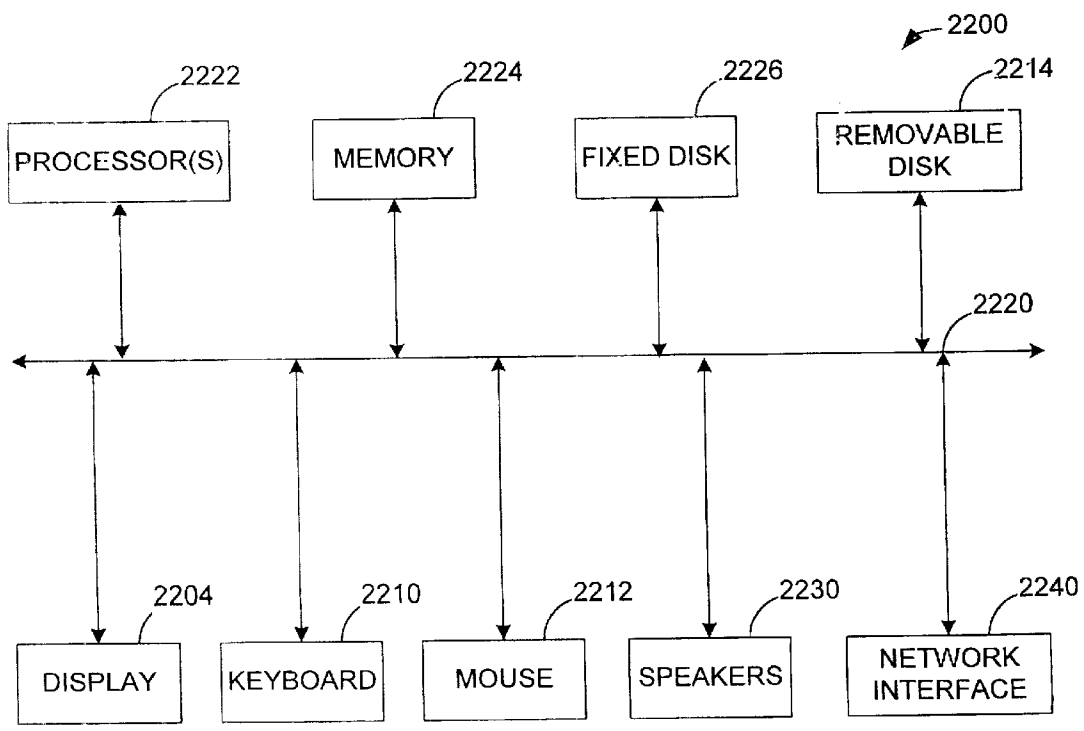 2200
2222
2224
2226
2214
PROCESSOR(S)
MEMORY
FIXED DISK
REMOVABLE
DISK
2220
2204
2210
2212
2230
2240
DISPLAY
KEYBOARD
MOUSE
SPEAKERS
NETWORK
INTERFACE